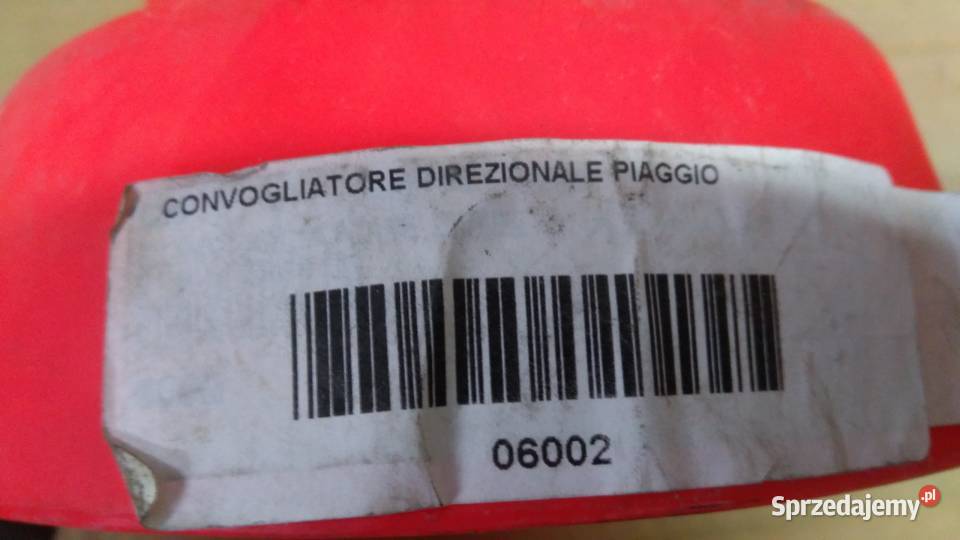 CONVOGLIATORE DIREZIONALE PIAGGIO
06002
Sprzedajemy.pl